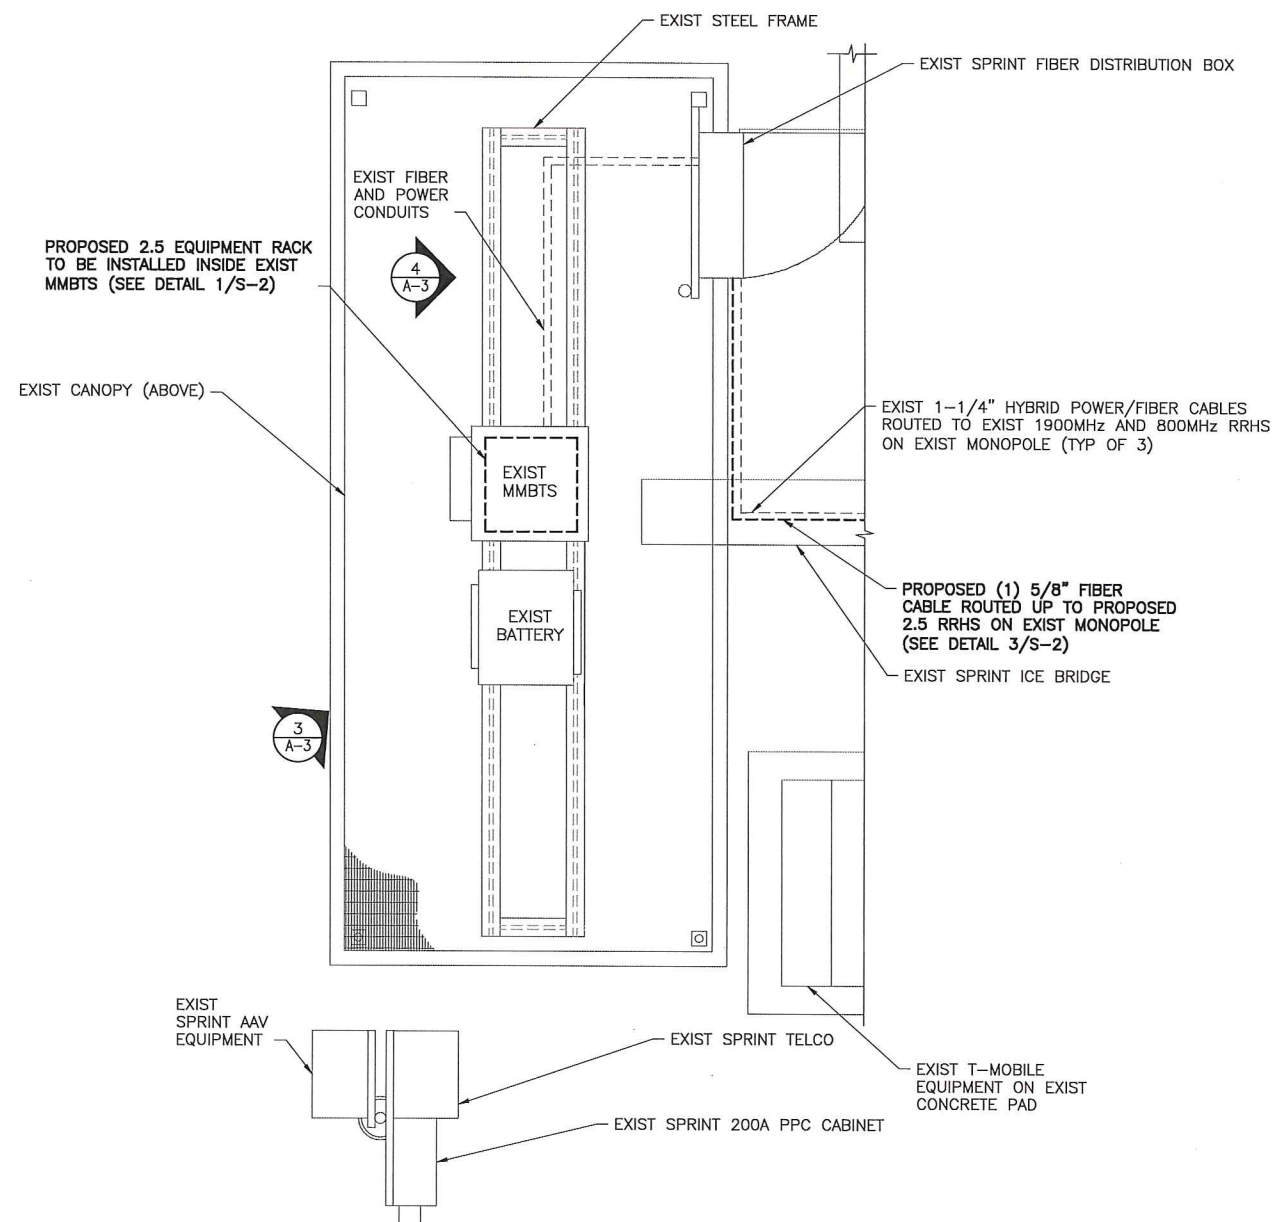 EXIST STEEL FRAME
EXIST SPRINT FIBER DISTRIBUTION BOX
EXIST FIBER
AND POWER
CONDUITS
PROPOSED 2.5 EQUIPMENT RACK
TO BE INSTALLED INSIDE EXIST
MMBTS (SEE DETAIL 1/S-2)
4
A-3
EXIST CANOPY (ABOVE)
EXIST 1-1/4" HYBRID POWER/FIBER CABLES
ROUTED TO EXIST 1900MHz AND 800MHz RRHS
ON EXIST MONOPOLE (TYP OF 3)
EXIST
MMBTS
PROPOSED (1) 5/8" FIBER
CABLE ROUTED UP TO PROPOSED
2.5 RRHS ON EXIST MONOPOLE
(SEE DETAIL 3/S-2)
EXIST
BATTERY
EXIST SPRINT ICE BRIDGE
3
A-3
EXIST
SPRINT AAV
EQUIPMENT
EXIST SPRINT TELCO
EXIST T-MOBILE
EQUIPMENT ON EXIST
CONCRETE PAD
EXIST SPRINT 200A PPC CABINET